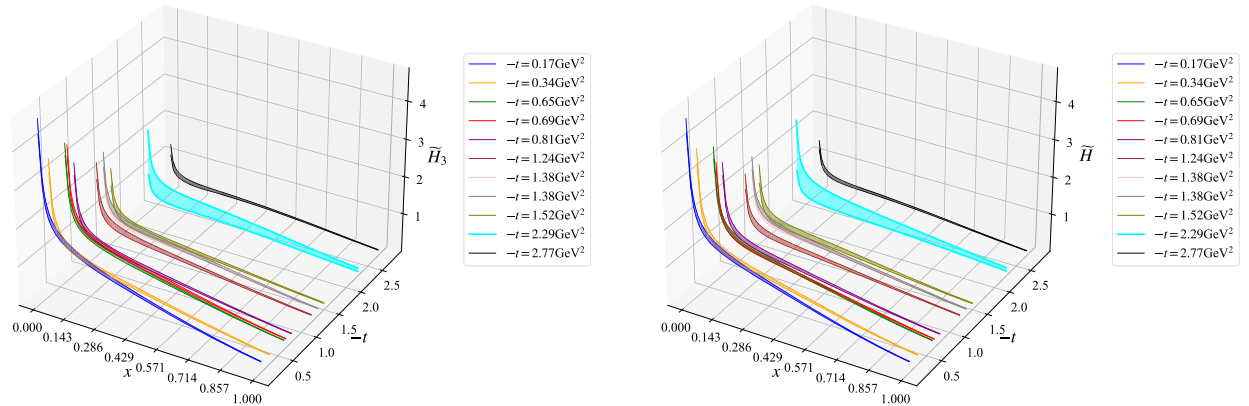 4
3
2
1
H̃₃
−t = 0.17GeV²
−t = 0.34GeV²
−t = 0.65GeV²
−t = 0.69GeV²
−t = 0.81GeV²
−t = 1.24GeV²
−t = 1.38GeV²
−t = 1.38GeV²
−t = 1.52GeV²
−t = 2.29GeV²
−t = 2.77GeV²
0.000
0.143
0.286
0.429
0.571
0.714
0.857
1.000
x
0.5
1.0
1.5
2.0
2.5
−t
4
3
2
1
H̃
−t = 0.17GeV²
−t = 0.34GeV²
−t = 0.65GeV²
−t = 0.69GeV²
−t = 0.81GeV²
−t = 1.24GeV²
−t = 1.38GeV²
−t = 1.38GeV²
−t = 1.52GeV²
−t = 2.29GeV²
−t = 2.77GeV²
0.000
0.143
0.286
0.429
0.571
0.714
0.857
1.000
x
0.5
1.0
1.5
2.0
2.5
−t